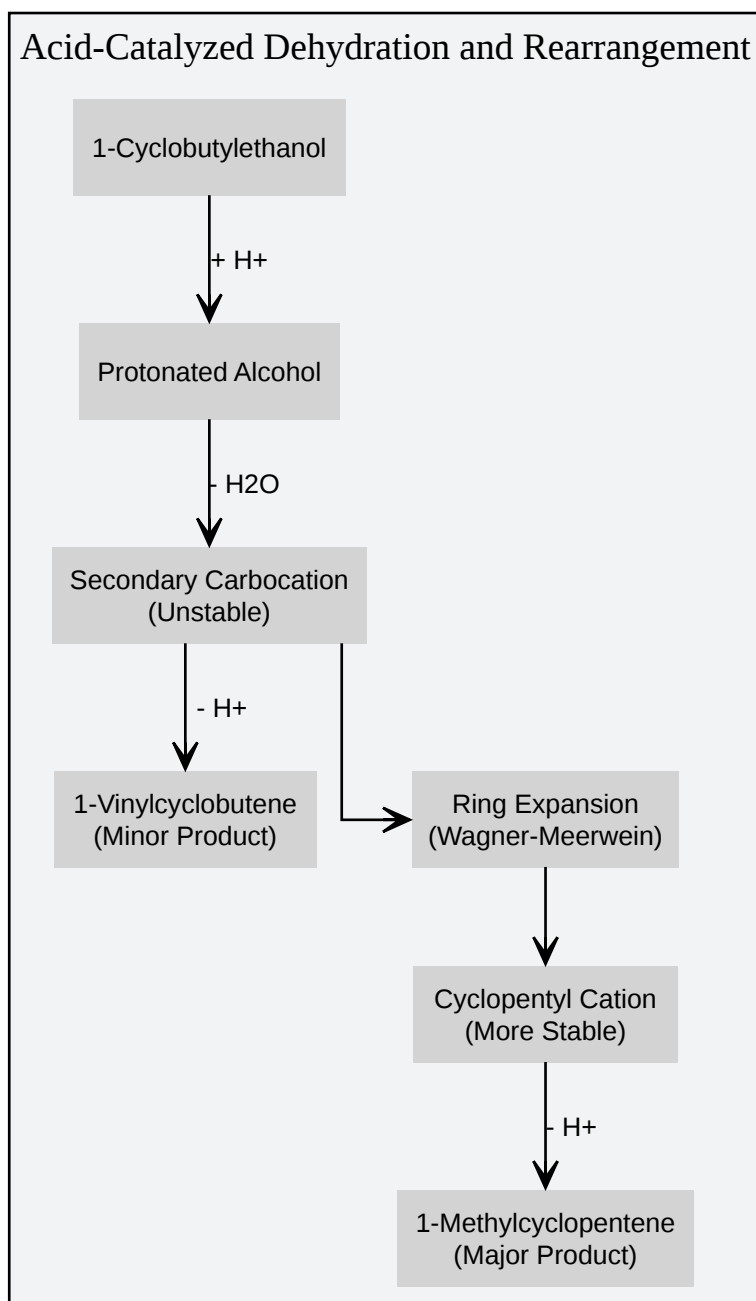 Acid-Catalyzed Dehydration and Rearrangement
1-Cyclobutylethanol
+ H+
Protonated Alcohol
- H2O
Secondary Carbocation
(Unstable)
- H+
1-Vinylcyclobutene
(Minor Product)
Ring Expansion
(Wagner-Meerwein)
Cyclopentyl Cation
(More Stable)
- H+
1-Methylcyclopentene
(Major Product)